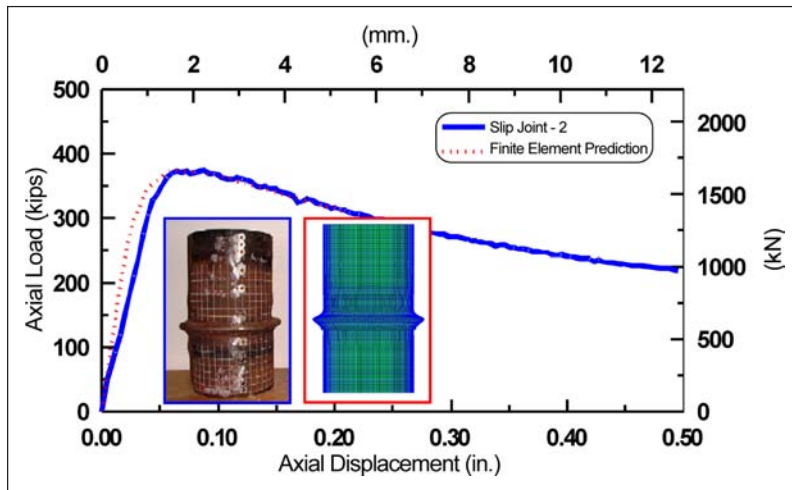 (mm.)
0 2 4 6 8 10 12
500
400
300
200
100
0
2000
1500
1000
500
0
Slip Joint - 2
Finite Element Prediction
Axial Load (kips)
(kN)
0.00 0.10 0.20 0.30 0.40 0.50
Axial Displacement (in.)